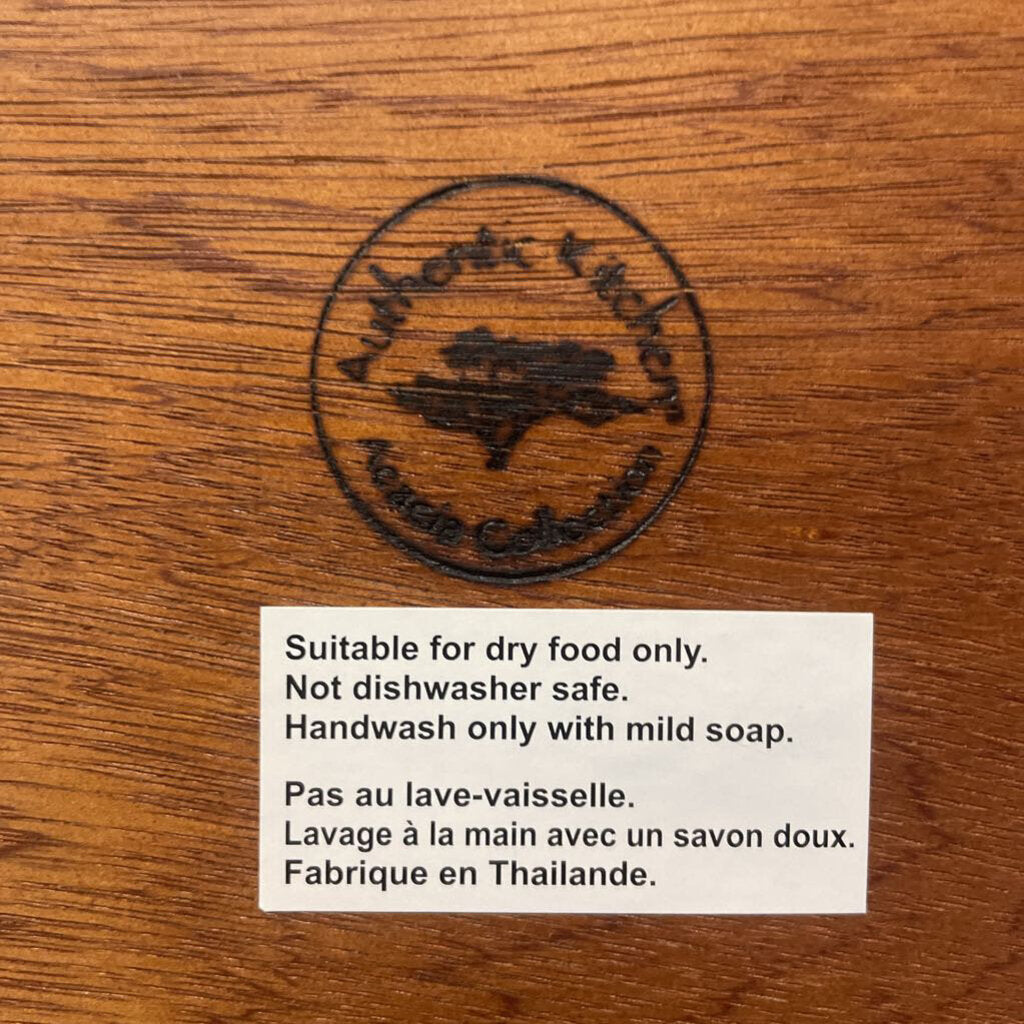 Authentic Kitchen
Collection
Suitable for dry food only.
Not dishwasher safe.
Handwash only with mild soap.
Pas au lave-vaisselle.
Lavage à la main avec un savon doux.
Fabrique en Thailande.